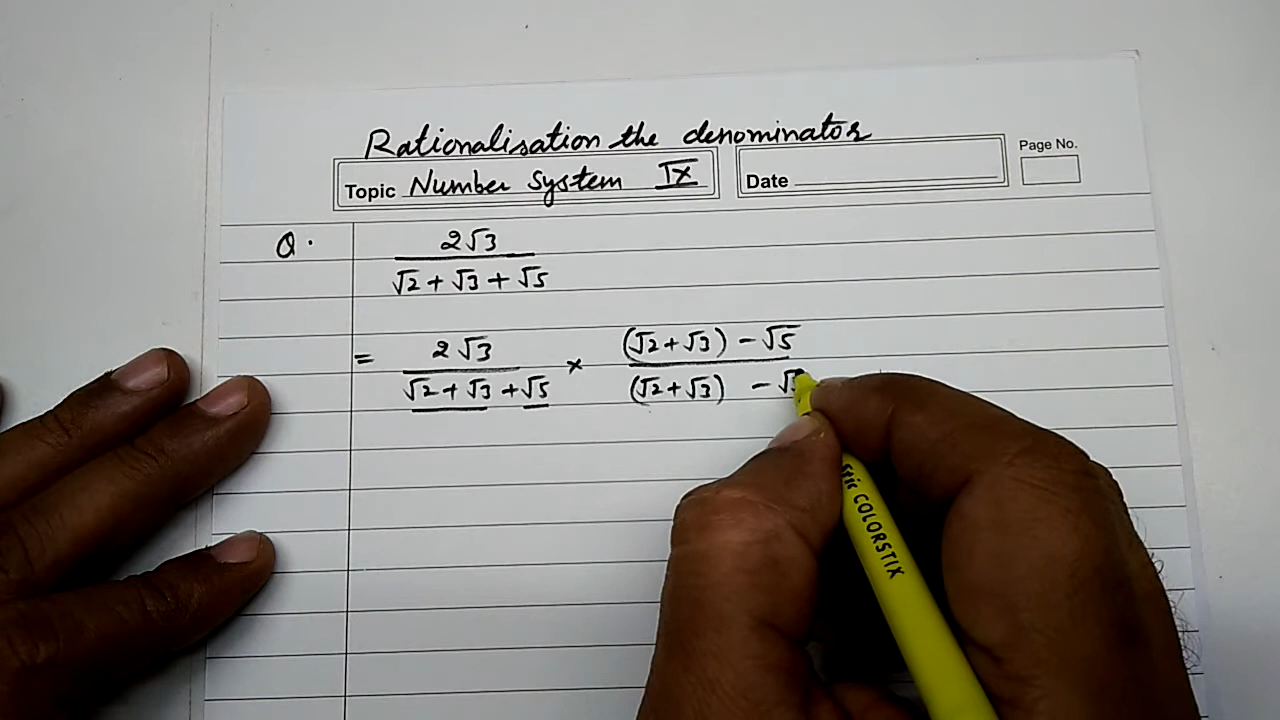 Rationalisation the denominator
Topic Number System IX
Date
Page No.
Q. 2√3
√2 + √3 + √5
= 2√3 × (√2 + √3) - √5
√2 + √3 + √5 (√2 + √3) - √
stic COLORSTIX